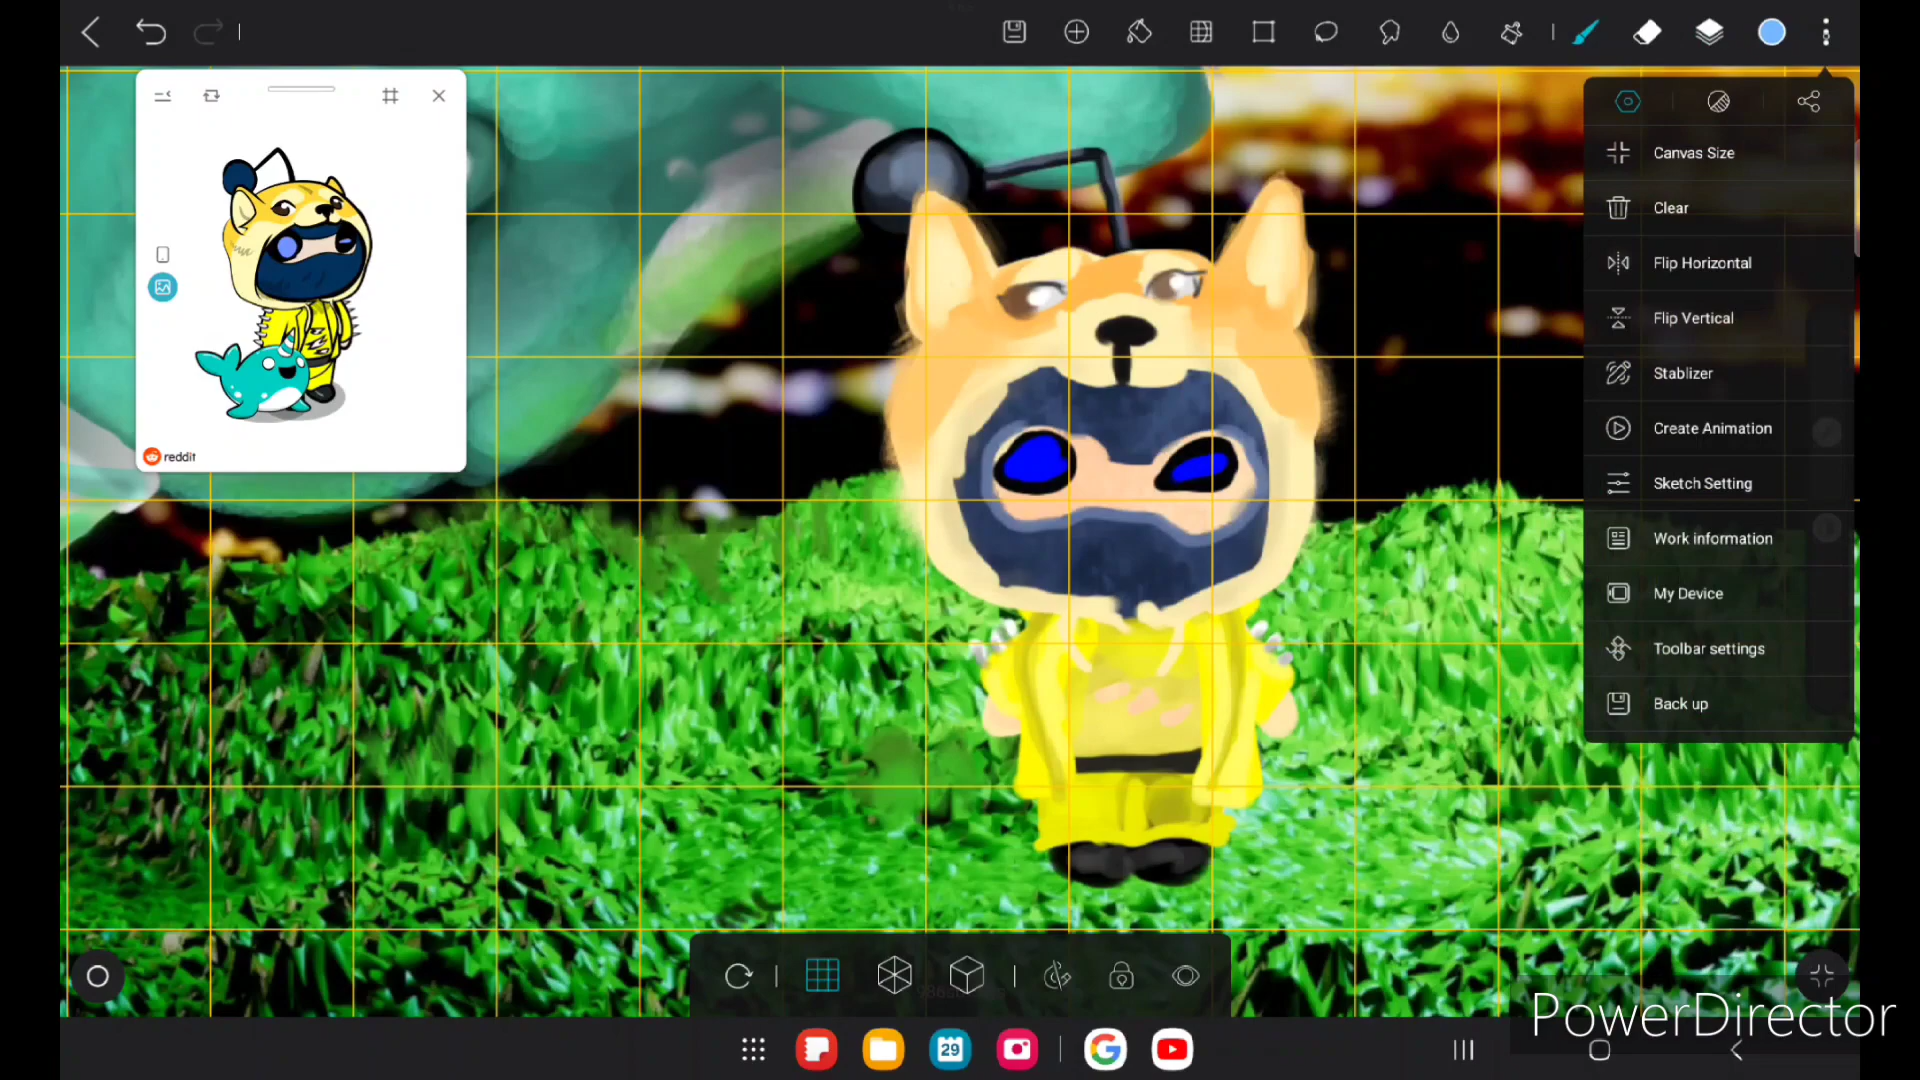 reddit
Canvas Size
Clear
Flip Horizontal
Flip Vertical
Stablizer
Create Animation
Sketch Setting
Work information
My Device
Toolbar settings
Back up
29
PowerDirector